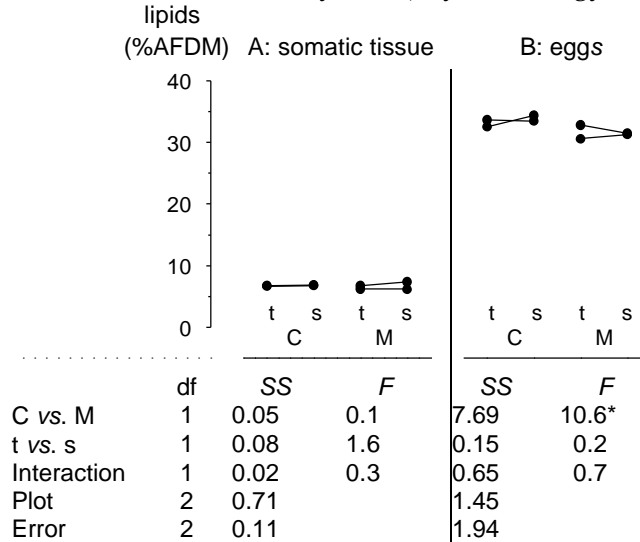 lipids
(%AFDM) A: somatic tissue B: eggs
40
30
20
10
0
t s t s t s t s
C M C M
df SS F SS F
C vs. M 1 0.05 0.1 7.69 10.6*
t vs. s 1 0.08 1.6 0.15 0.2
Interaction 1 0.02 0.3 0.65 0.7
Plot 2 0.71 1.45
Error 2 0.11 1.94